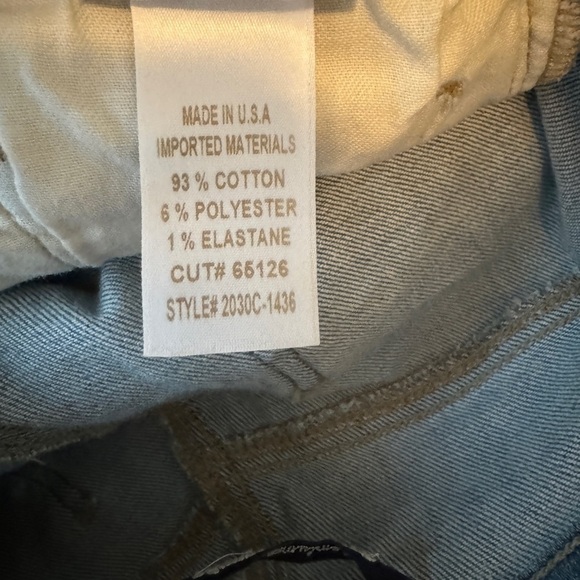 MADE IN U.S.A
IMPORTED MATERIALS
93 % COTTON
6 % POLYESTER
1 % ELASTANE
CUT# 65126
STYLE# 2030C-1436